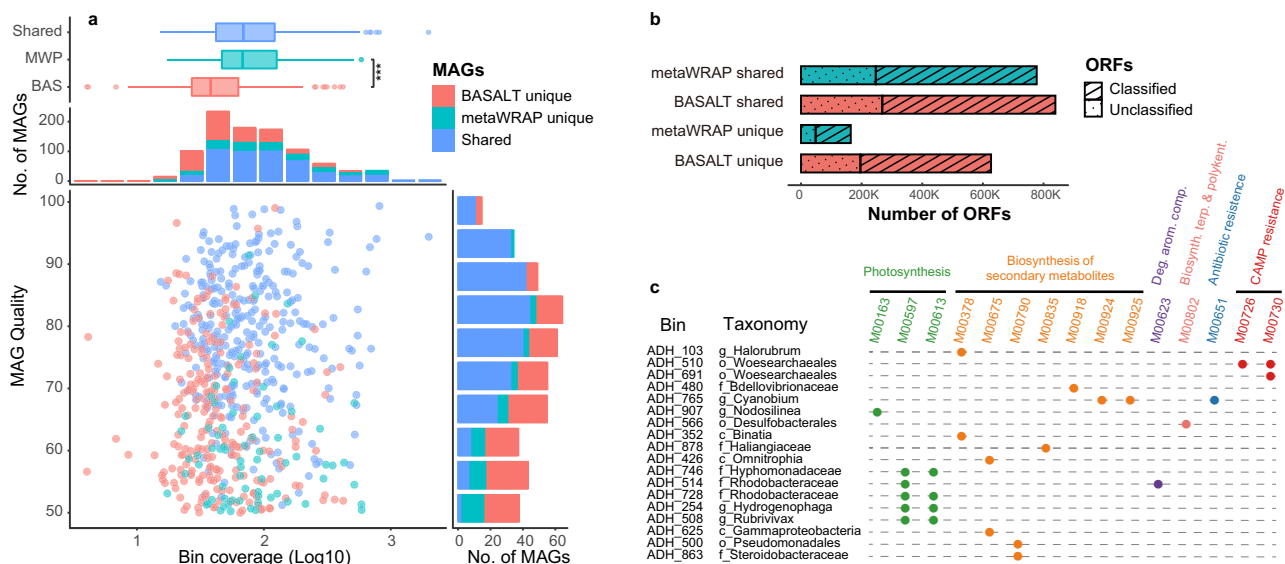 a
Shared
MWP
BAS
***
MAGs
BASALT unique
metaWRAP unique
Shared
No. of MAGs
200
100
0
MAG Quality
100
90
80
70
60
50
1
2
3
Bin coverage (Log10)
0
20
40
60
No. of MAGs
b
metaWRAP shared
BASALT shared
metaWRAP unique
BASALT unique
0
200K
400K
600K
800K
Number of ORFs
ORFs
Classified
Unclassified
c
Photosynthesis
Biosynthesis of
secondary metabolites
Deg. arom. comp.
Biosynth. terp. & polykent.
Antibiotic resistence
CAMP resistance
Bin
Taxonomy
M00163
M00597
M00613
M00378
M00675
M00790
M00835
M00918
M00924
M00925
M00623
M00802
M00651
M00726
M00730
ADH_103 g_Halorubrum
ADH_510 o_Woesearchaeales
ADH_691 o_Woesearchaeales
ADH_480 f_Bdellovibrionaceae
ADH_765 g_Cyanobium
ADH_907 g_Nodosilinea
ADH_566 o_Desulfobacterales
ADH_352 c_Binatia
ADH_878 f_Haliangiaceae
ADH_426 c_Omnitrophia
ADH_746 f_Hyphomonadaceae
ADH_514 f_Rhodobacteraceae
ADH_728 f_Rhodobacteraceae
ADH_254 g_Hydrogenophaga
ADH_508 g_Rubrivivax
ADH_625 c_Gammaproteobacteria
ADH_500 o_Pseudomonadales
ADH_863 f_Steroidobacteraceae